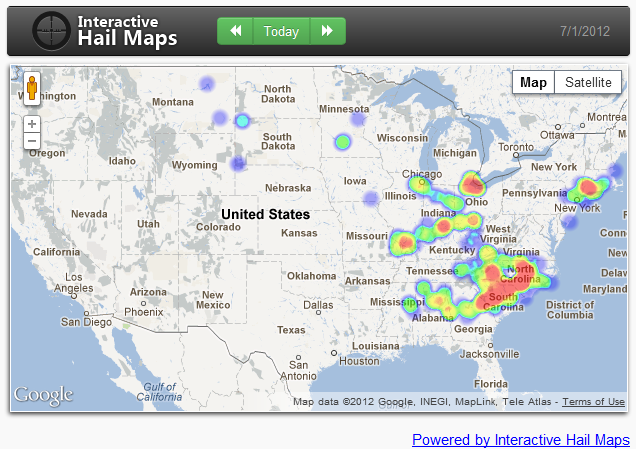 Interactive
Hail Maps
Today
7/1/2012
Map Satellite
Washington
Montana
North
Dakota
Minnesota
Montreal
Ottawa
Oregon
Idaho
South
Dakota
Wisconsin
Michigan
Toronto
Wyoming
New York
Chicago
Iowa
Nebraska
Illinois
Ohio
Pennsylvania
Nevada
Utah
Colorado
United States
Indiana
New York
Kansas
Missouri
West
Virginia
Kentucky
Virginia
California
Oklahoma
Tennessee
North
Carolina
Delaware
Maryland
Los
Angeles
Arizona
New
Mexico
Arkansas
Mississippi
South
Carolina
District of
Columbia
Phoenix
San Diego
Dallas
Alabama
Georgia
Texas
Louisiana
Jacksonville
Houston
San
Antonio
Gulf of
California
Florida
Google
Map data ©2012 Google, INEGI, MapLink, Tele Atlas - Terms of Use
Powered by Interactive Hail Maps